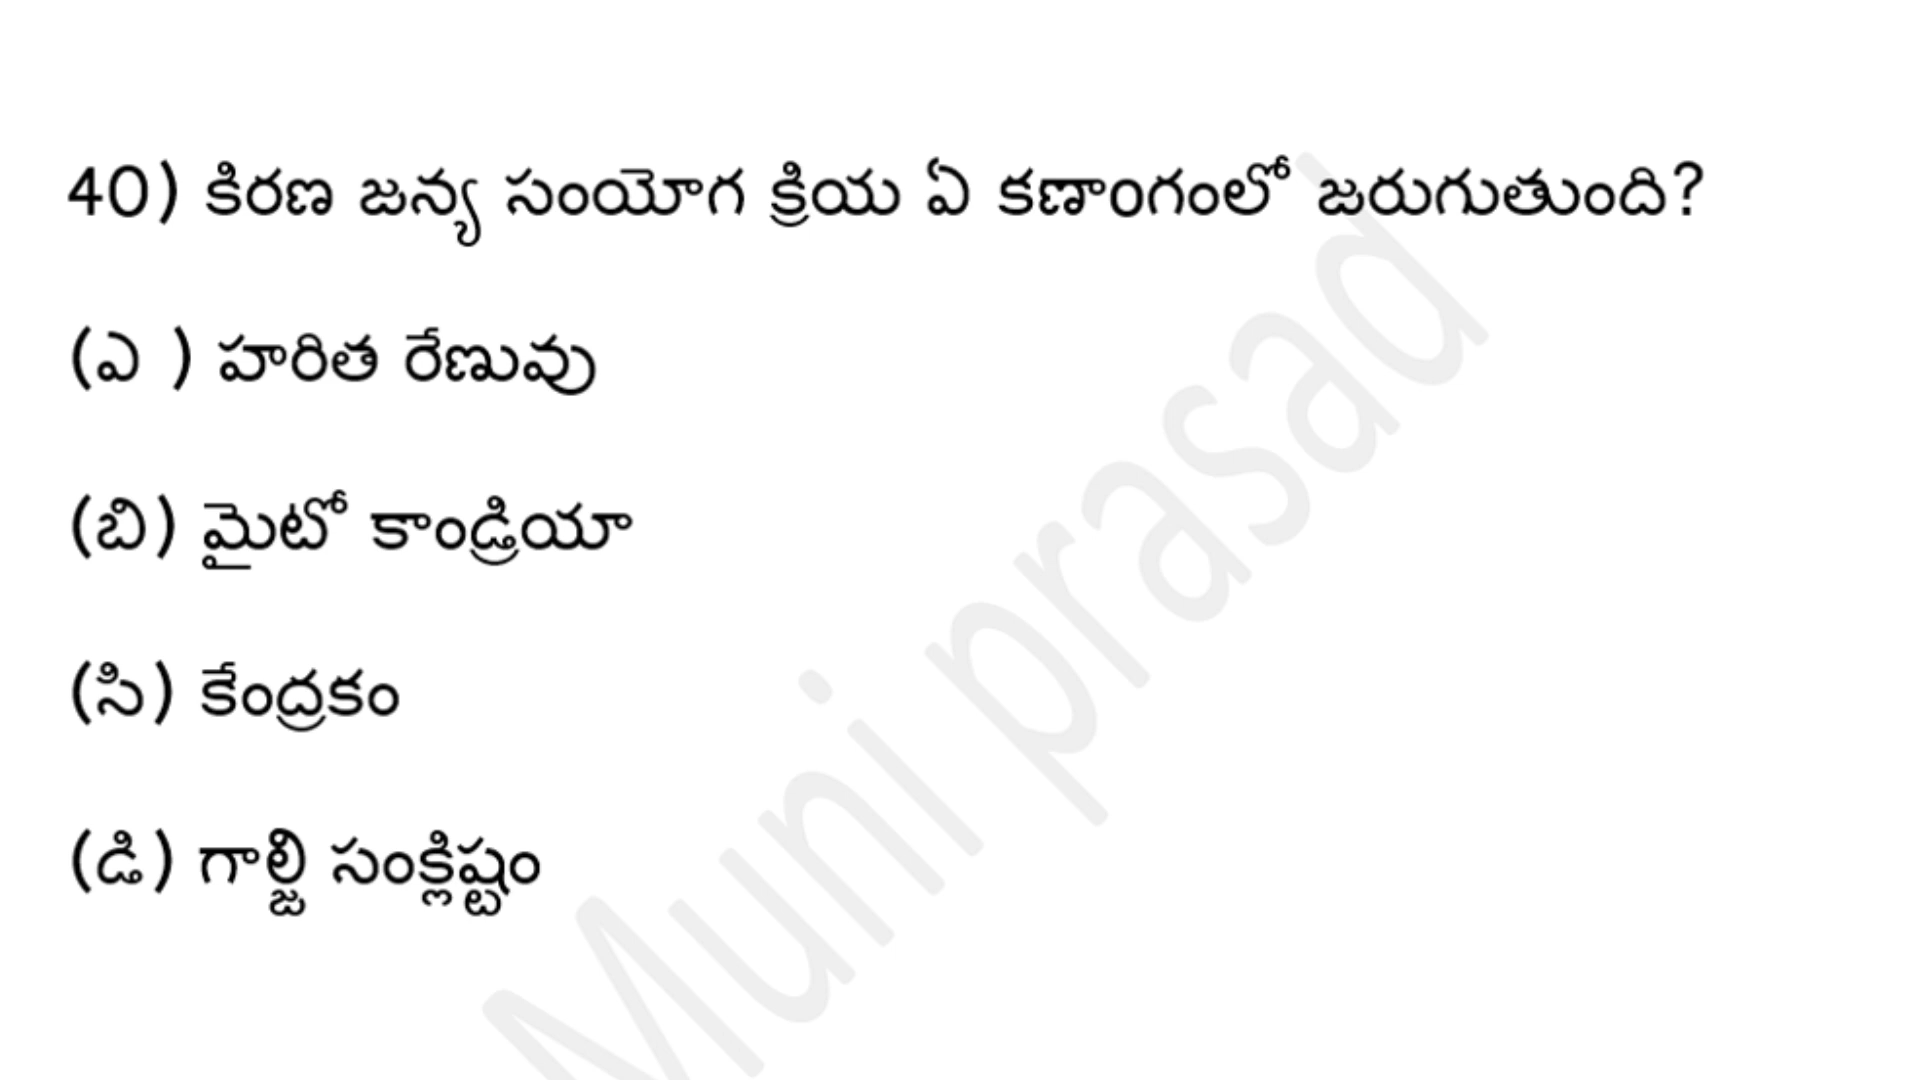 40) కిరణ జన్య సంయోగ క్రియ ఏ కణాంగంలో జరుగుతుంది?
(ఎ ) హరిత రేణువు
(బి) మైటో కాండ్రియా
(సి) కేంద్రకం
(డి) గాల్జి సంక్లిష్టం
Muni prasad